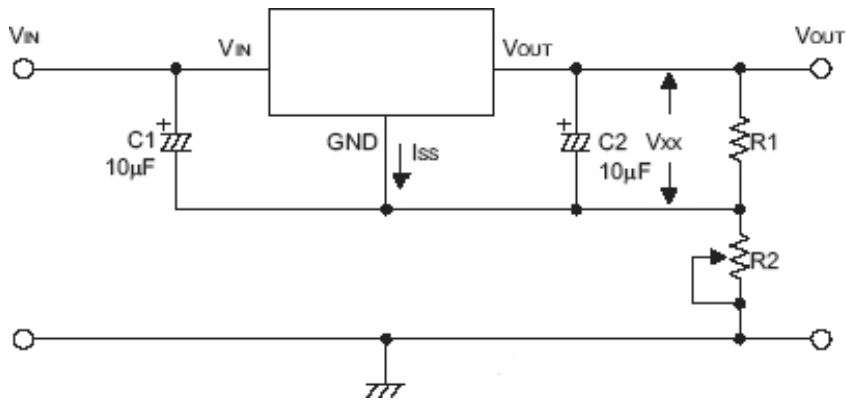 VIN
VIN
VOUT
VOUT
+
C1
10µF
GND
ISS
+
C2
10µF
VXX
R1
R2